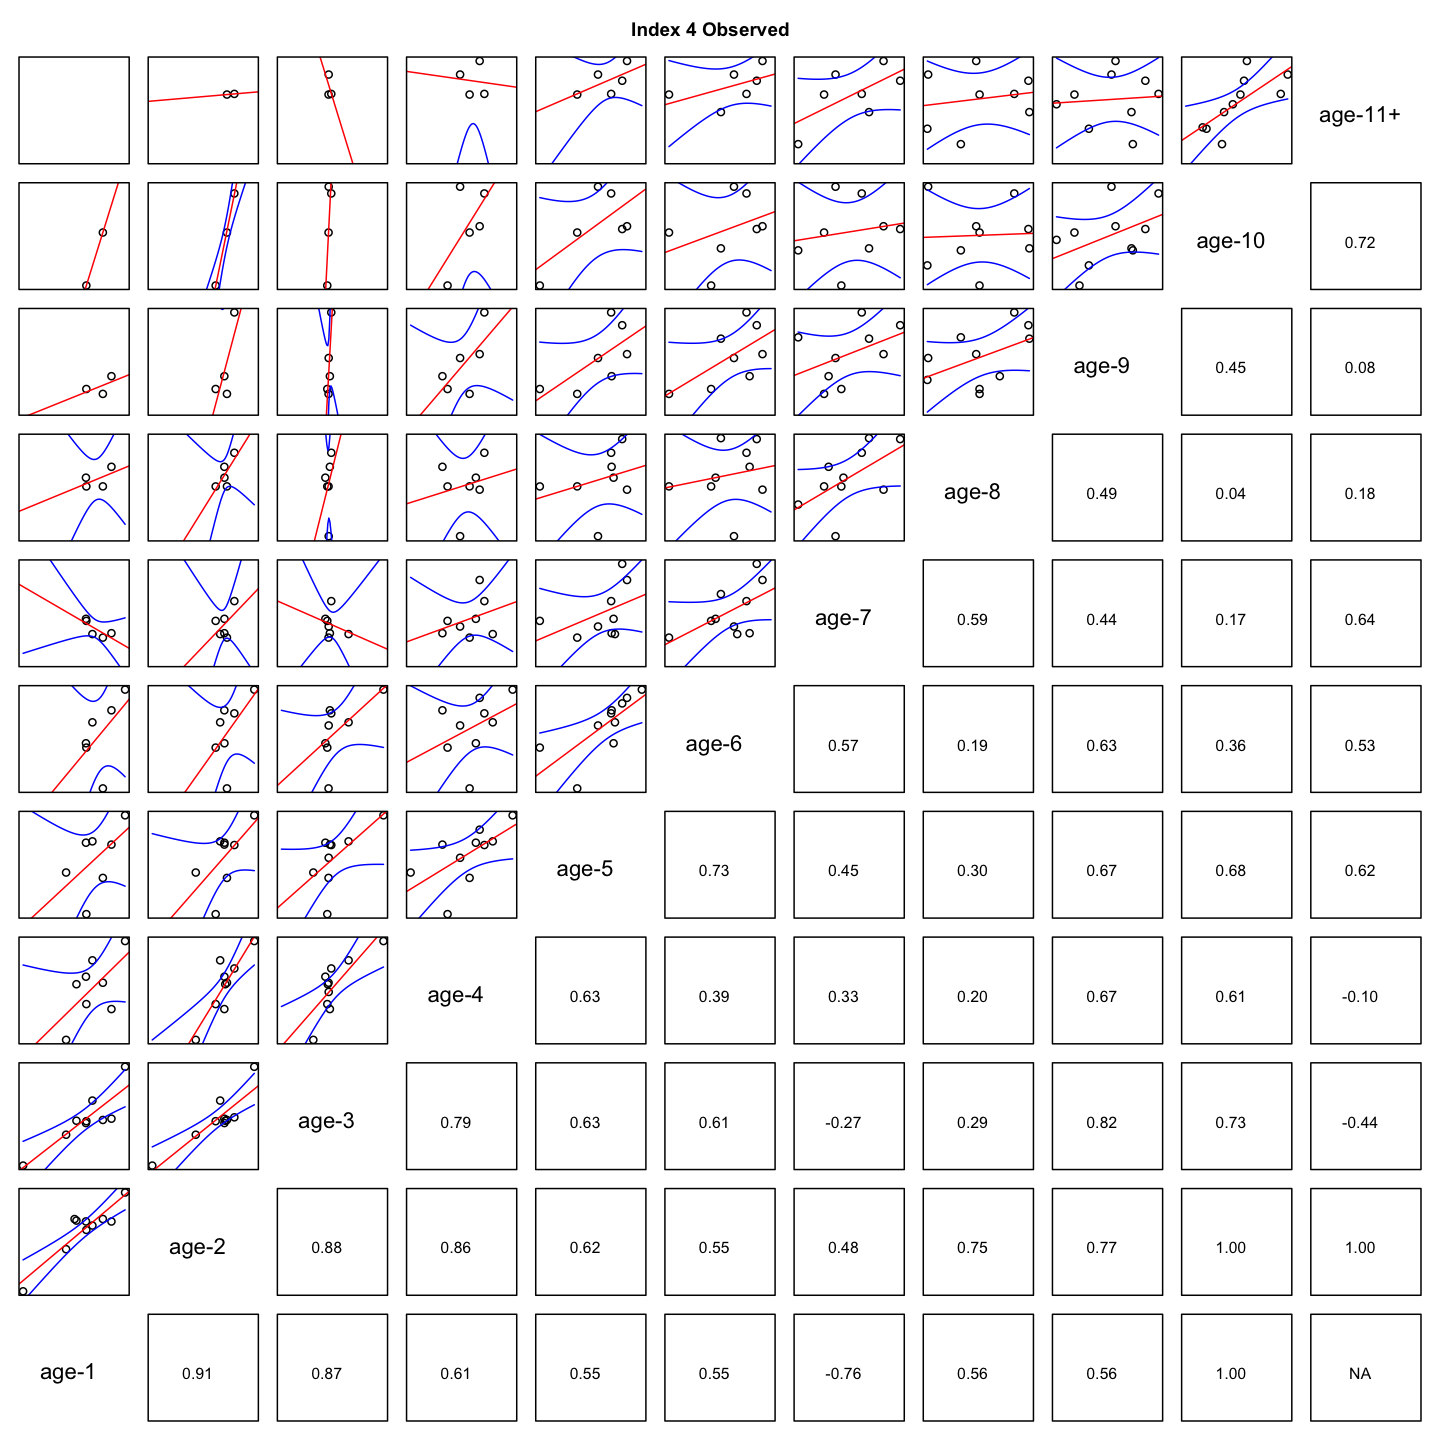 Index 4 Observed
age-11+
age-10 0.72
age-9 0.45 0.08
age-8 0.49 0.04 0.18
age-7 0.59 0.44 0.17 0.64
age-6 0.57 0.19 0.63 0.36 0.53
age-5 0.73 0.45 0.30 0.67 0.68 0.62
age-4 0.63 0.39 0.33 0.20 0.67 0.61 -0.10
age-3 0.79 0.63 0.61 -0.27 0.29 0.82 0.73 -0.44
age-2 0.88 0.86 0.62 0.55 0.48 0.75 0.77 1.00 1.00
age-1 0.91 0.87 0.61 0.55 0.55 -0.76 0.56 0.56 1.00 NA